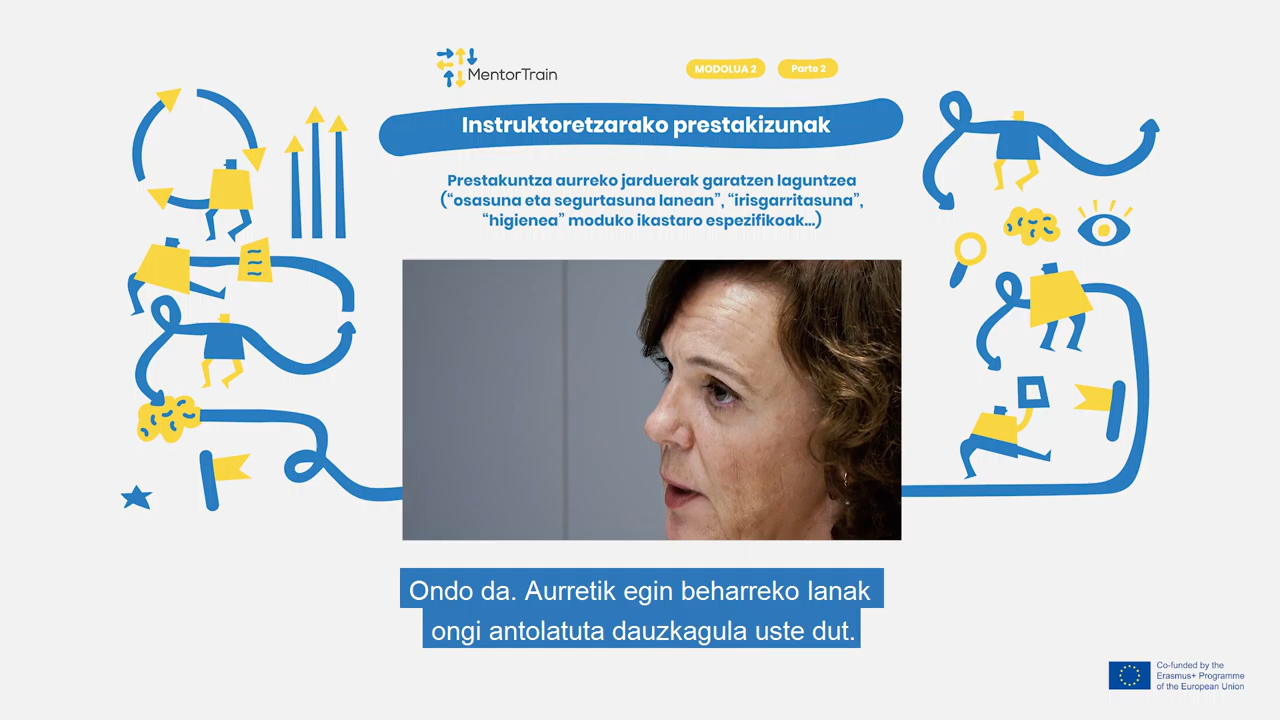 MentorTrain
MODOLUA 2
Parte 2
Instruktoretzarako prestakizunak
Prestakuntza aurreko jarduerak garatzen laguntzea
(“osasuna eta segurtasuna lanean”, “irisgarritasuna”,
“higienea” moduko ikastaro espezifikoak...)
Ondo da. Aurretik egin beharreko lanak
ongi antolatuta dauzkagula uste dut.
Co-funded by the
Erasmus+ Programme
of the European Union